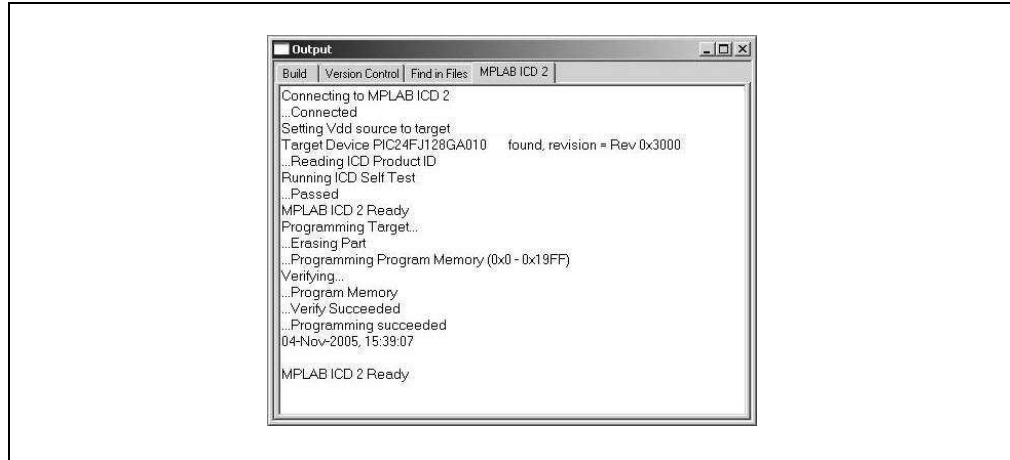 Output
Build Version Control Find in Files MPLAB ICD 2
Connecting to MPLAB ICD 2
...Connected
Setting Vdd source to target
Target Device PIC24FJ128GA010 found, revision = Rev 0x3000
...Reading ICD Product ID
Running ICD Self Test
...Passed
MPLAB ICD 2 Ready
Programming Target...
...Erasing Part
...Programming Program Memory (0x0 - 0x19FF)
Verifying...
...Program Memory
...Verify Succeeded
...Programming succeeded
04-Nov-2005, 15:39:07
MPLAB ICD 2 Ready